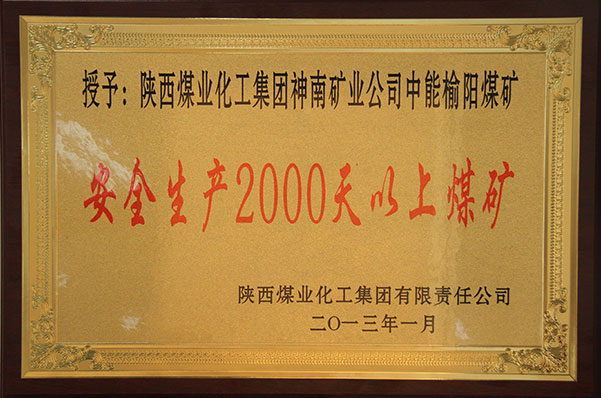 授予：陕西煤业化工集团神南矿业公司中能榆阳煤矿
安全生产2000天以上煤矿
陕西煤业化工集团有限责任公司
二〇一三年一月